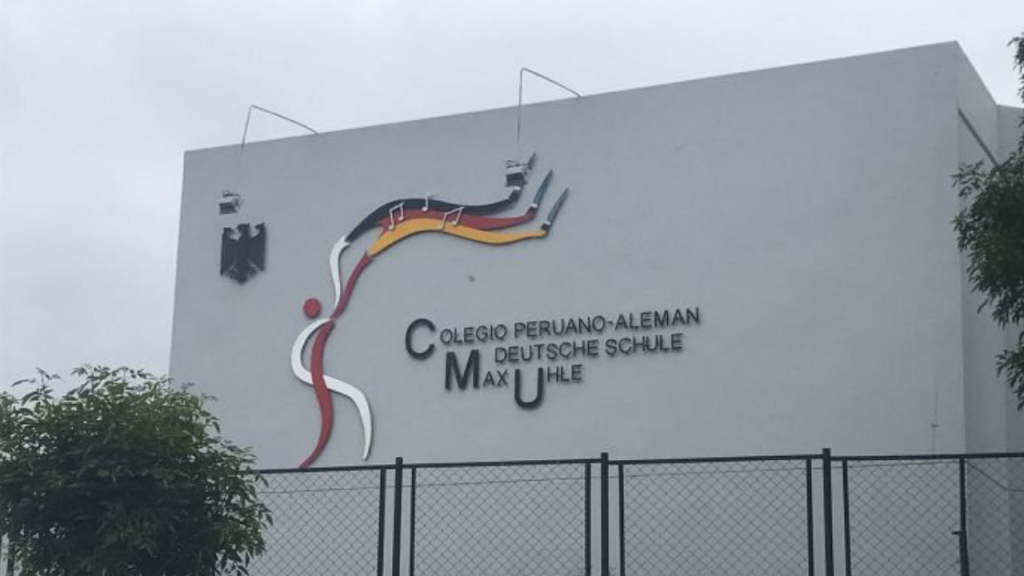 COLEGIO PERUANO-ALEMAN
DEUTSCHE SCHULE
MAX UHLE